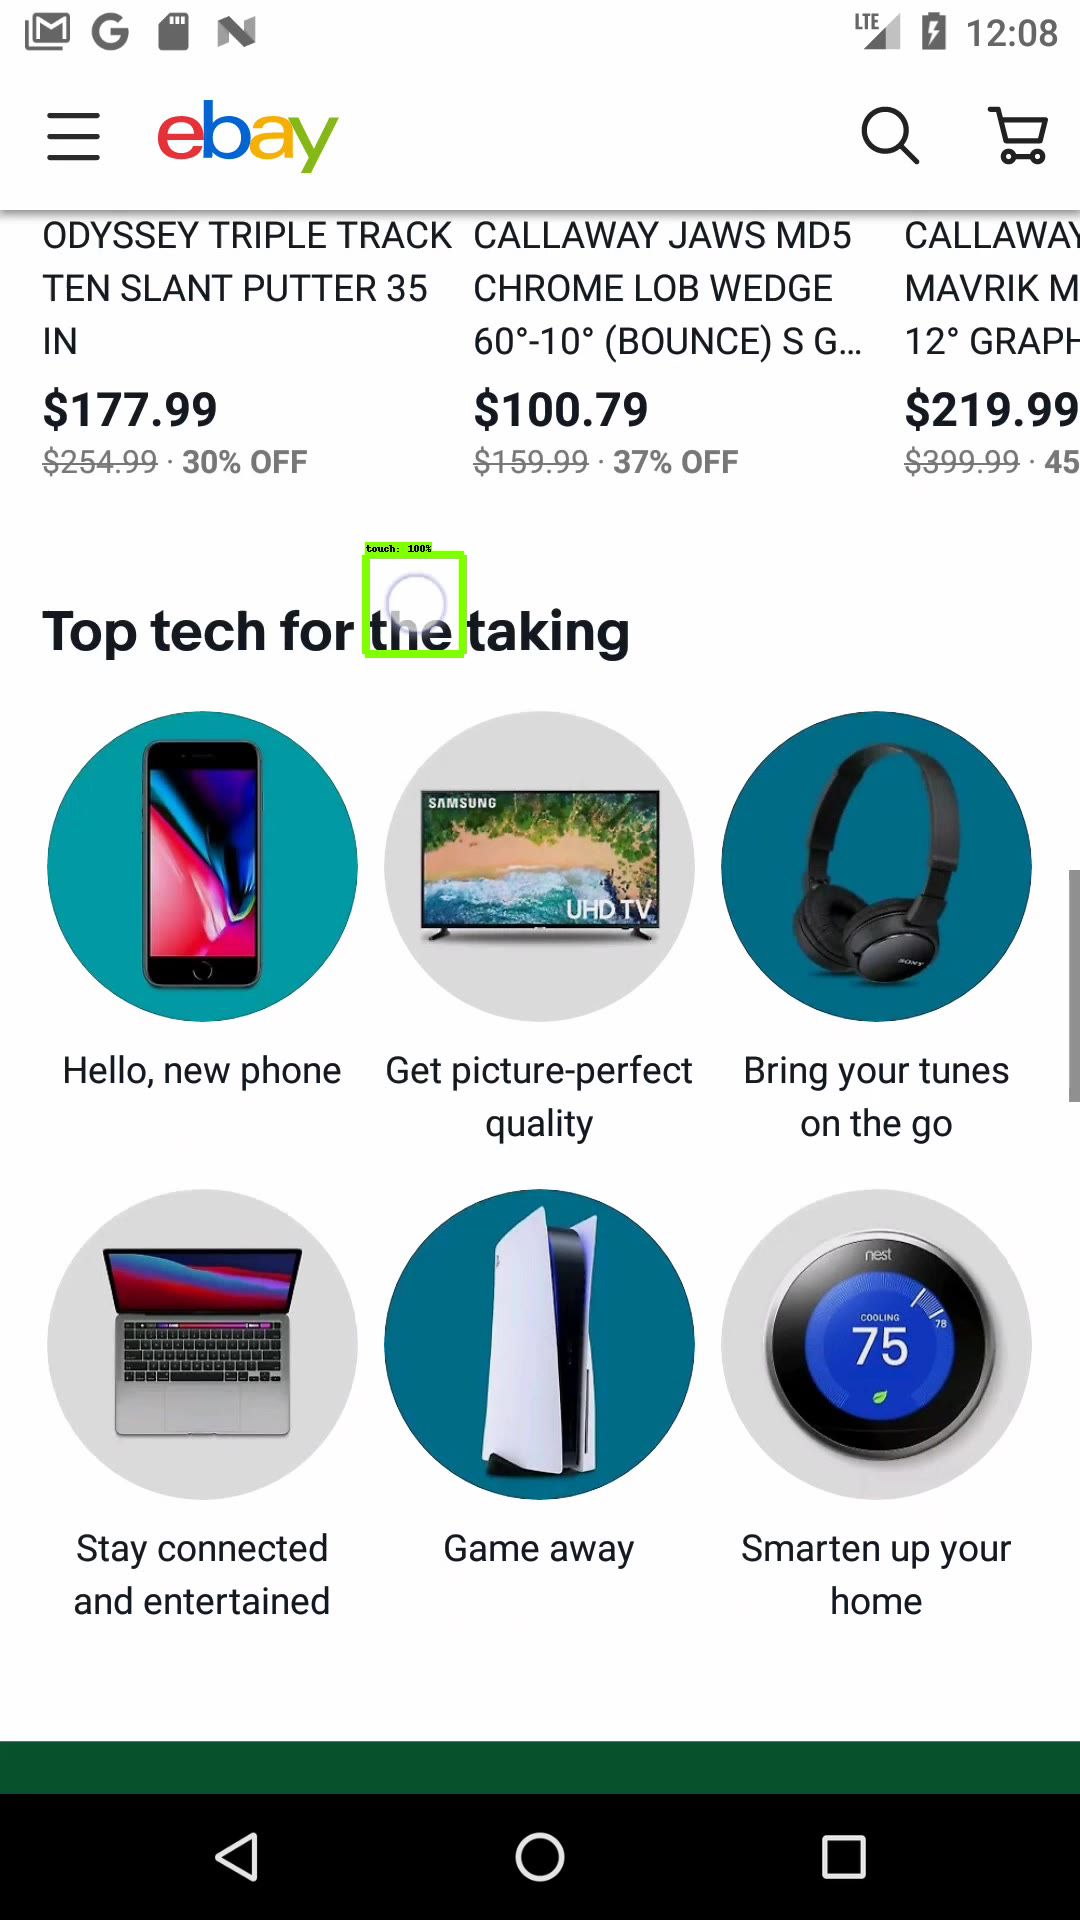 LTE 12:08
ebay
ODYSSEY TRIPLE TRACK
TEN SLANT PUTTER 35
IN
$177.99
$254.99 · 30% OFF
CALLAWAY JAWS MD5
CHROME LOB WEDGE
60°-10° (BOUNCE) S G...
$100.79
$159.99 · 37% OFF
CALLAWAY
MAVRIK M
12° GRAPH
$219.99
$399.99 · 45
touch: 100%
Top tech for the taking
SAMSUNG
UHD TV
SONY
Hello, new phone
Get picture-perfect
quality
Bring your tunes
on the go
nest
COOLING
78
75
Stay connected
and entertained
Game away
Smarten up your
home